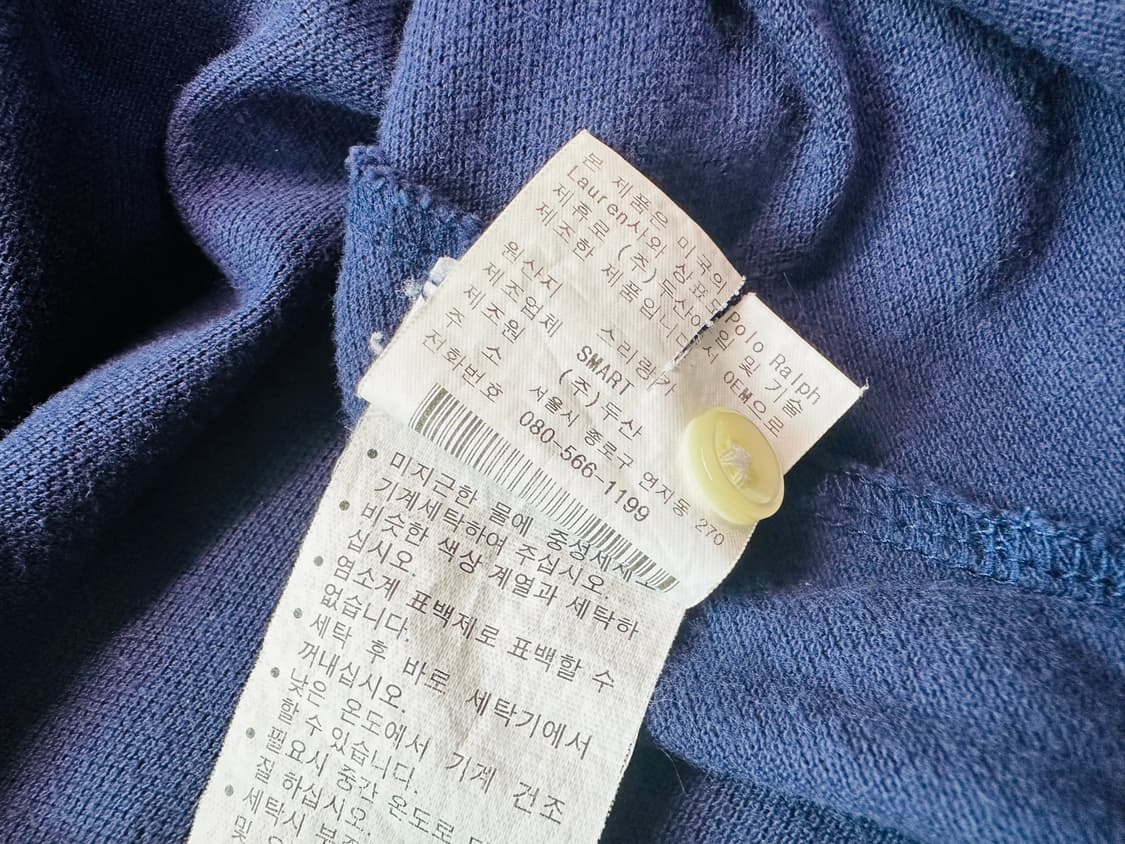 본 제품은 미국의 Polo Ralph
Lauren사와 상표 및 기술
제휴로 (주)두산이 OEM으로
제조한 제품입니다
원산지 스리랑카
제조업체 SMART
제조원 (주)두산
주 소 서울시 종로구 연지동 270
전화번호 080-566-1199
• 미지근한 물에 중성세제
기계세탁하여 주십시오.
• 비슷한 색상 계열과 세탁하
십시오.
• 염소계 표백제로 표백할 수
없습니다.
• 세탁 후 바로 세탁기에서
꺼내십시오.
• 낮은 온도에서 기계 건조
할 수 있습니다.
• 필요시 중간 온도로
질 하십시오.
• 세탁시
및